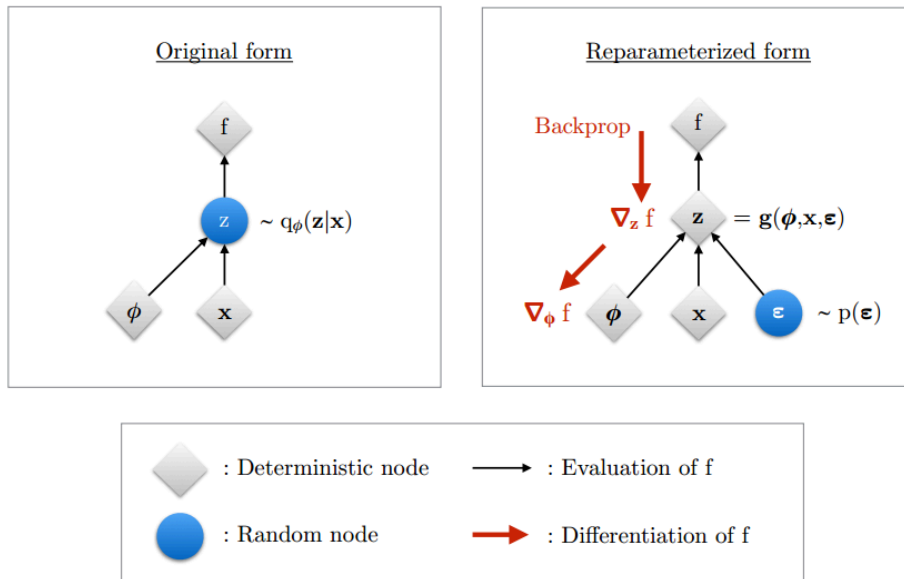 Original form
f
z ~ qϕ(z|x)
ϕ x
Reparameterized form
Backprop f
∇z f z = g(ϕ,x,ε)
∇ϕ f ϕ x ε ~ p(ε)
: Deterministic node : Evaluation of f
: Random node : Differentiation of f